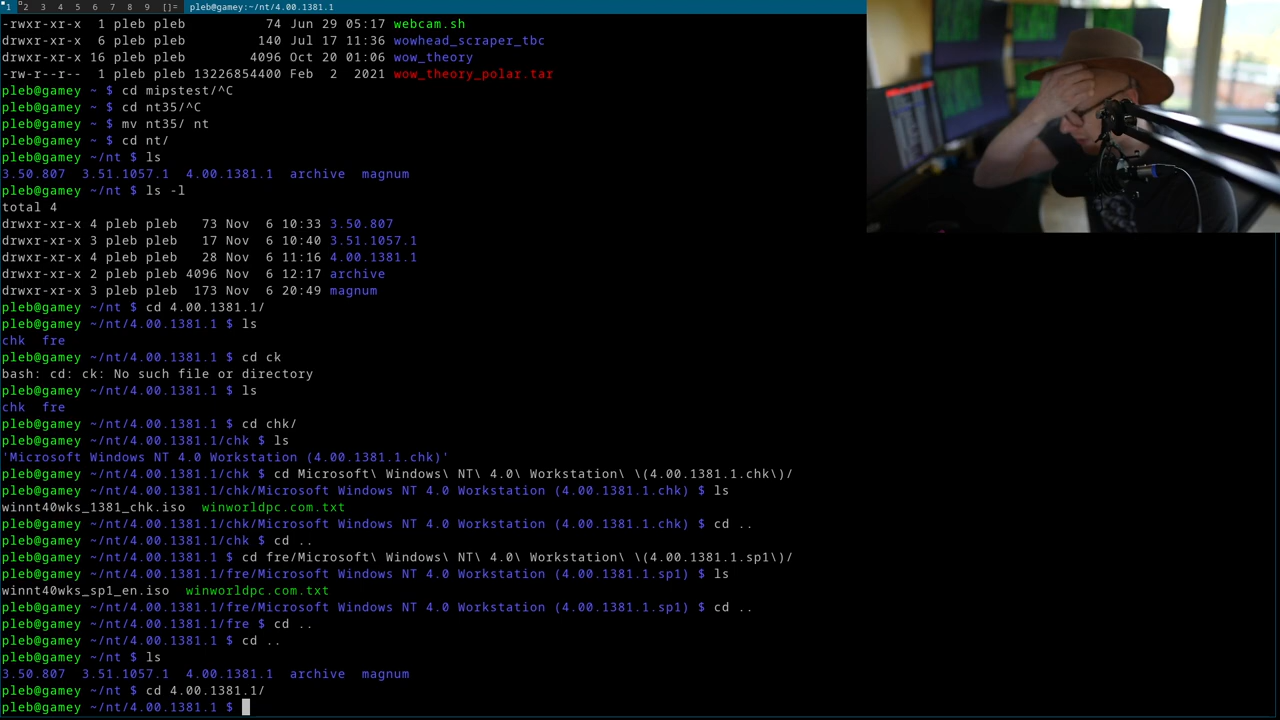 1 2 3 4 5 6 7 8 9 []= pleb@gamey:~/nt/4.00.1381.1
-rwxr-xr-x 1 pleb pleb 74 Jun 29 05:17 webcam.sh
drwxr-xr-x 6 pleb pleb 140 Jul 17 11:36 wowhead_scraper_tbc
drwxr-xr-x 16 pleb pleb 4096 Oct 20 01:06 wow_theory
-rw-r--r-- 1 pleb pleb 13226854400 Feb 2 2021 wow_theory_polar.tar
pleb@gamey ~ $ cd mipstest/^C
pleb@gamey ~ $ cd nt35/^C
pleb@gamey ~ $ mv nt35/ nt
pleb@gamey ~ $ cd nt/
pleb@gamey ~/nt $ ls
3.50.807 3.51.1057.1 4.00.1381.1 archive magnum
pleb@gamey ~/nt $ ls -l
total 4
drwxr-xr-x 4 pleb pleb 73 Nov 6 10:33 3.50.807
drwxr-xr-x 3 pleb pleb 17 Nov 6 10:40 3.51.1057.1
drwxr-xr-x 4 pleb pleb 28 Nov 6 11:16 4.00.1381.1
drwxr-xr-x 2 pleb pleb 4096 Nov 6 12:17 archive
drwxr-xr-x 3 pleb pleb 173 Nov 6 20:49 magnum
pleb@gamey ~/nt $ cd 4.00.1381.1/
pleb@gamey ~/nt/4.00.1381.1 $ ls
chk fre
pleb@gamey ~/nt/4.00.1381.1 $ cd ck
bash: cd: ck: No such file or directory
pleb@gamey ~/nt/4.00.1381.1 $ ls
chk fre
pleb@gamey ~/nt/4.00.1381.1 $ cd chk/
pleb@gamey ~/nt/4.00.1381.1/chk $ ls
'Microsoft Windows NT 4.0 Workstation (4.00.1381.1.chk)'
pleb@gamey ~/nt/4.00.1381.1/chk $ cd Microsoft\ Windows\ NT\ 4.0\ Workstation\ \(4.00.1381.1.chk\)/
pleb@gamey ~/nt/4.00.1381.1/chk/Microsoft Windows NT 4.0 Workstation (4.00.1381.1.chk) $ ls
winnt40wks_1381_chk.iso winworldpc.com.txt
pleb@gamey ~/nt/4.00.1381.1/chk/Microsoft Windows NT 4.0 Workstation (4.00.1381.1.chk) $ cd ..
pleb@gamey ~/nt/4.00.1381.1/chk $ cd ..
pleb@gamey ~/nt/4.00.1381.1 $ cd fre/Microsoft\ Windows\ NT\ 4.0\ Workstation\ \(4.00.1381.1.sp1\)/
pleb@gamey ~/nt/4.00.1381.1/fre/Microsoft Windows NT 4.0 Workstation (4.00.1381.1.sp1) $ ls
winnt40wks_sp1_en.iso winworldpc.com.txt
pleb@gamey ~/nt/4.00.1381.1/fre/Microsoft Windows NT 4.0 Workstation (4.00.1381.1.sp1) $ cd ..
pleb@gamey ~/nt/4.00.1381.1/fre $ cd ..
pleb@gamey ~/nt/4.00.1381.1 $ cd ..
pleb@gamey ~/nt $ ls
3.50.807 3.51.1057.1 4.00.1381.1 archive magnum
pleb@gamey ~/nt $ cd 4.00.1381.1/
pleb@gamey ~/nt/4.00.1381.1 $